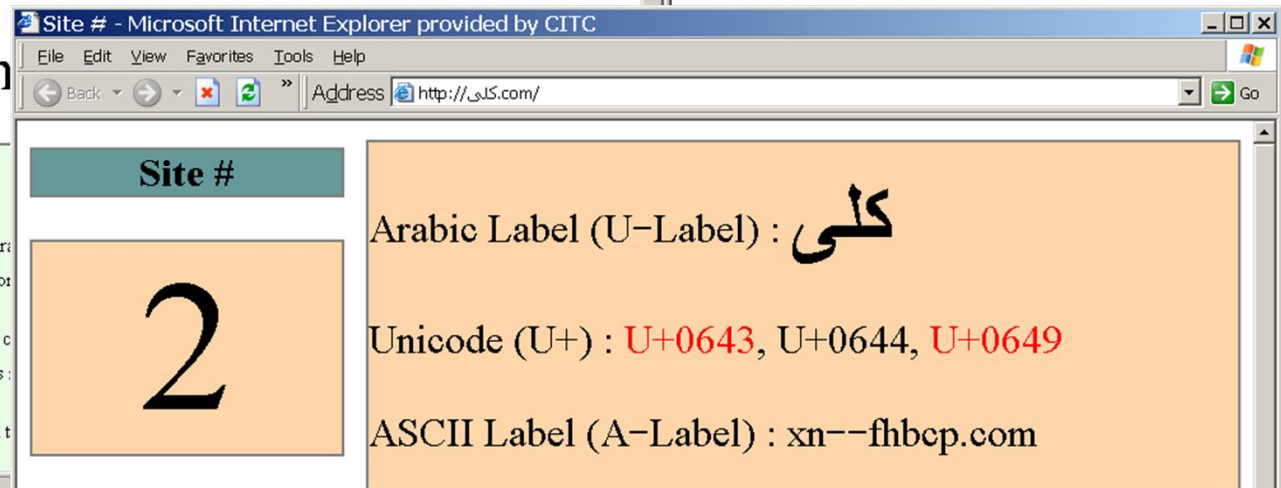 Site # - Microsoft Internet Explorer provided by CITC
File Edit View Favorites Tools Help
Back » Address http://كلى.com/ Go
Site #
2
Arabic Label (U-Label) : كلى
Unicode (U+) : U+0643, U+0644, U+0649
ASCII Label (A-Label) : xn--fhbcp.com